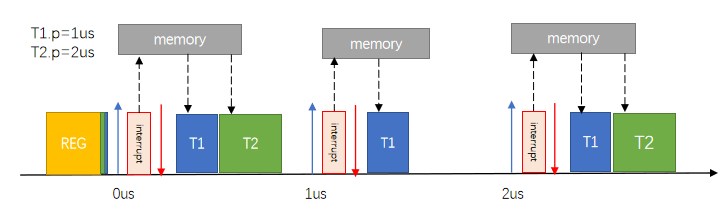 T1.p=1us
T2.p=2us
memory
memory
memory
REG
interrupt
T1
T2
interrupt
T1
interrupt
T1
T2
0us
1us
2us